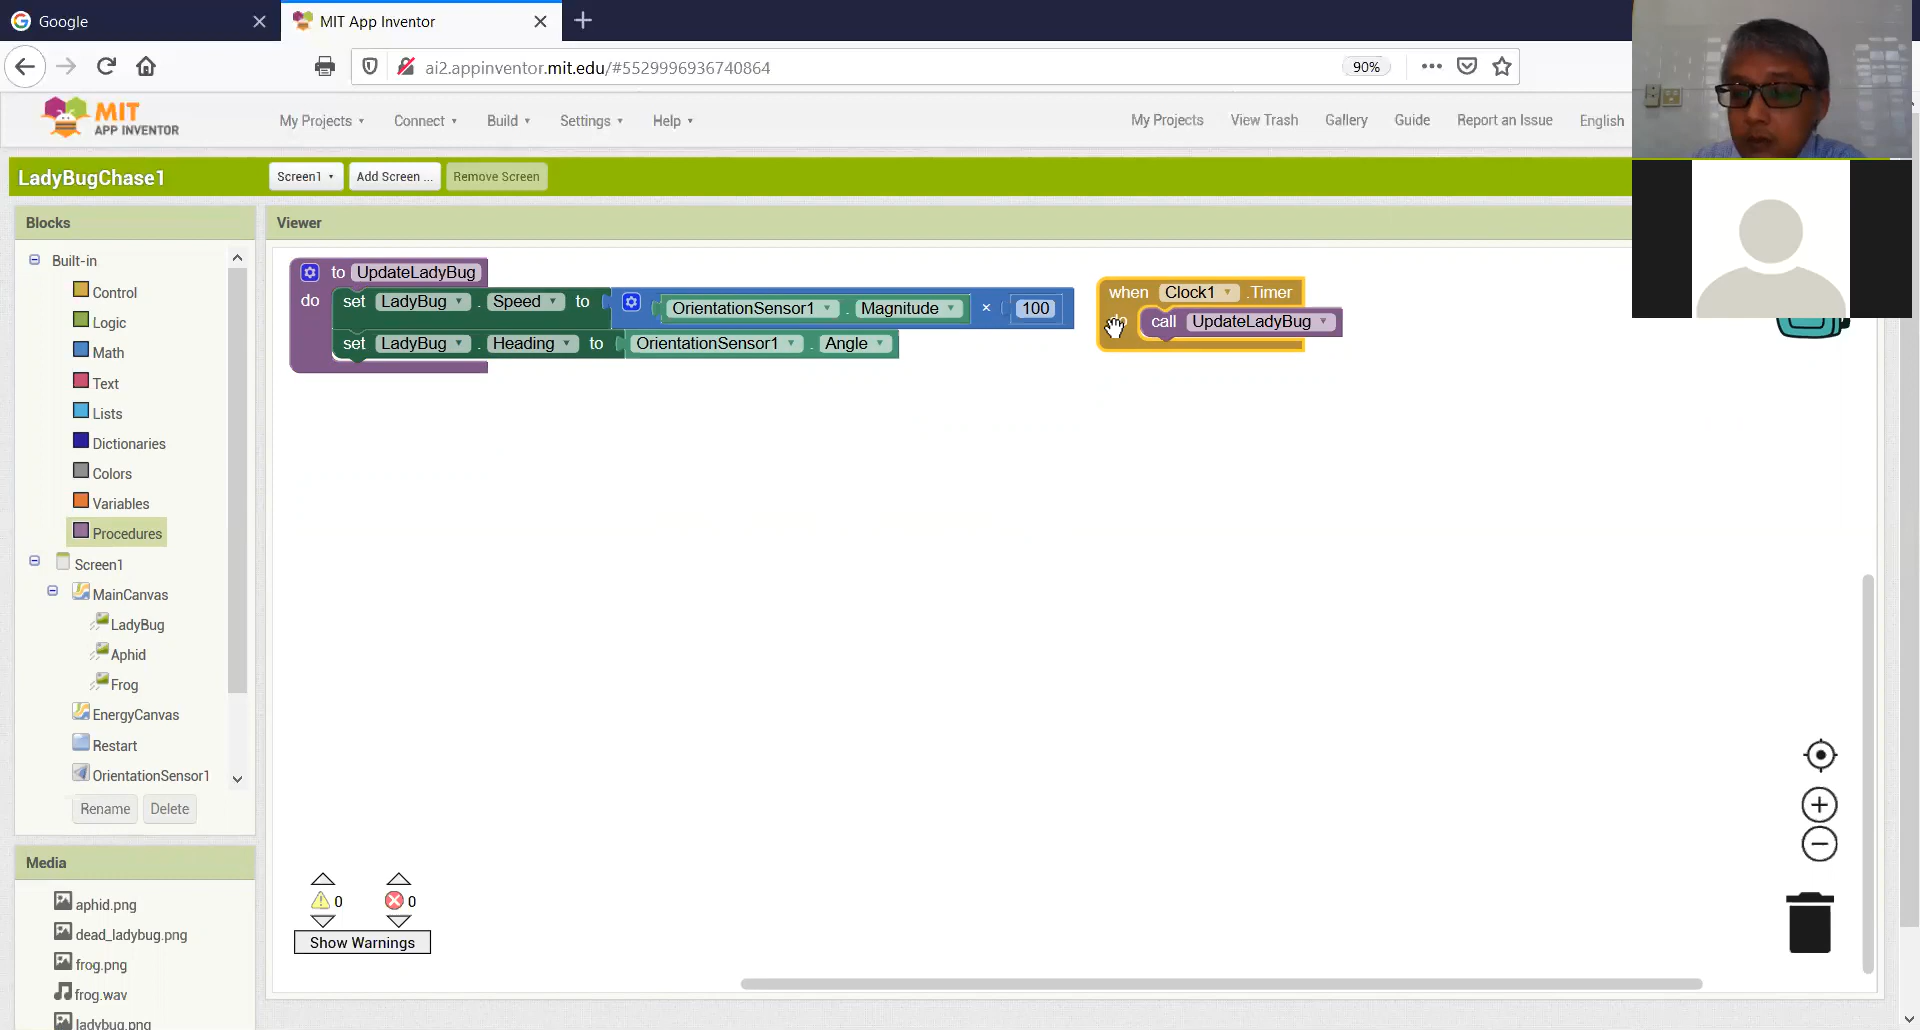 Google
MIT App Inventor
ai2.appinventor.mit.edu/#5529996936740864
90%
MIT
APP INVENTOR
My Projects
Connect
Build
Settings
Help
My Projects
View Trash
Gallery
Guide
Report an Issue
English
LadyBugChase1
Screen1
Add Screen ...
Remove Screen
Blocks
Viewer
Built-in
Control
Logic
Math
Text
Lists
Dictionaries
Colors
Variables
Procedures
Screen1
MainCanvas
LadyBug
Aphid
Frog
EnergyCanvas
Restart
OrientationSensor1
Rename
Delete
Media
aphid.png
dead_ladybug.png
frog.png
frog.wav
ladybug.png
to UpdateLadyBug
do set LadyBug . Speed to OrientationSensor1 . Magnitude × 100
set LadyBug . Heading to OrientationSensor1 . Angle
when Clock1 .Timer
do call UpdateLadyBug
0
0
Show Warnings